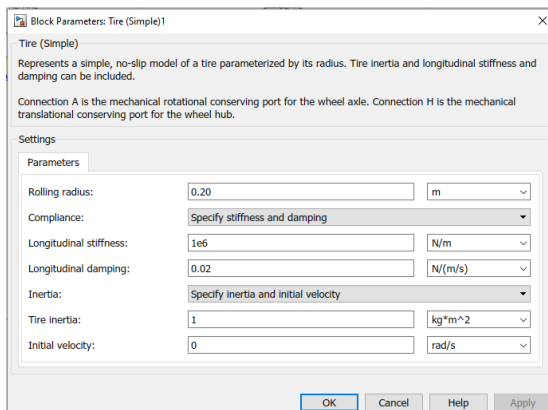 Block Parameters: Tire (Simple)1
Tire (Simple)
Represents a simple, no-slip model of a tire parameterized by its radius. Tire inertia and longitudinal stiffness and
damping can be included.
Connection A is the mechanical rotational conserving port for the wheel axle. Connection H is the mechanical
translational conserving port for the wheel hub.
Settings
Parameters
Rolling radius: 0.20 m
Compliance: Specify stiffness and damping
Longitudinal stiffness: 1e6 N/m
Longitudinal damping: 0.02 N/(m/s)
Inertia: Specify inertia and initial velocity
Tire inertia: 1 kg*m^2
Initial velocity: 0 rad/s
OK Cancel Help Apply